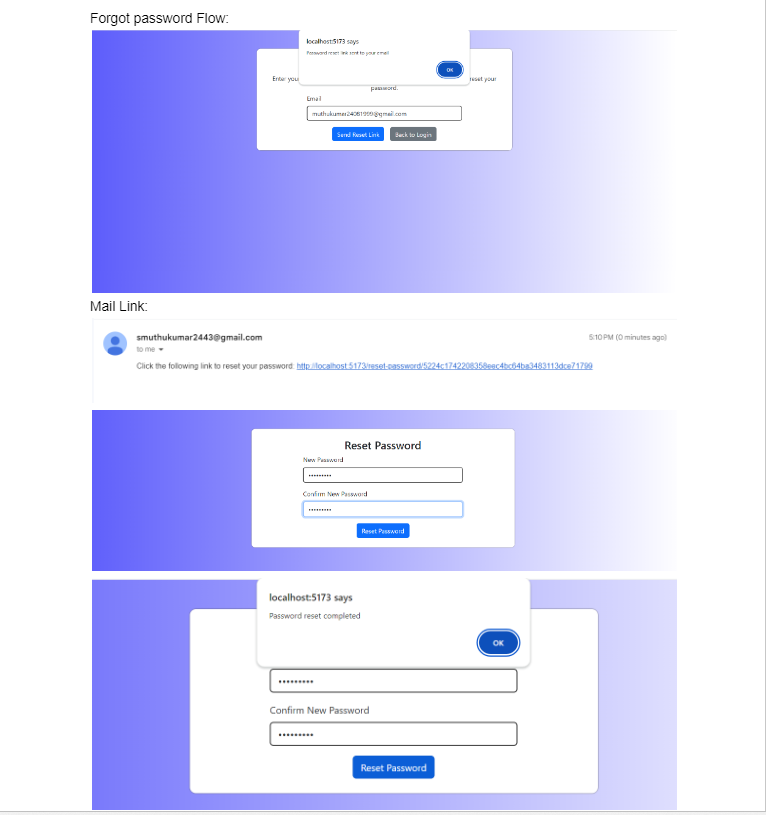 Forgot password Flow:
localhost:5173 says
Password reset link sent to your email
OK
Enter you
reset your
password.
Email
muthukumar24081999@gmail.com
Send Reset Link
Back to Login
Mail Link:
smuthukumar2443@gmail.com
5:10 PM (0 minutes ago)
to me
Click the following link to reset your password: http://localhost:5173/reset-password/5224c1742208358eec4bc64ba3483113dce71799
Reset Password
New Password
Confirm New Password
Reset Password
localhost:5173 says
Password reset completed
OK
Confirm New Password
Reset Password